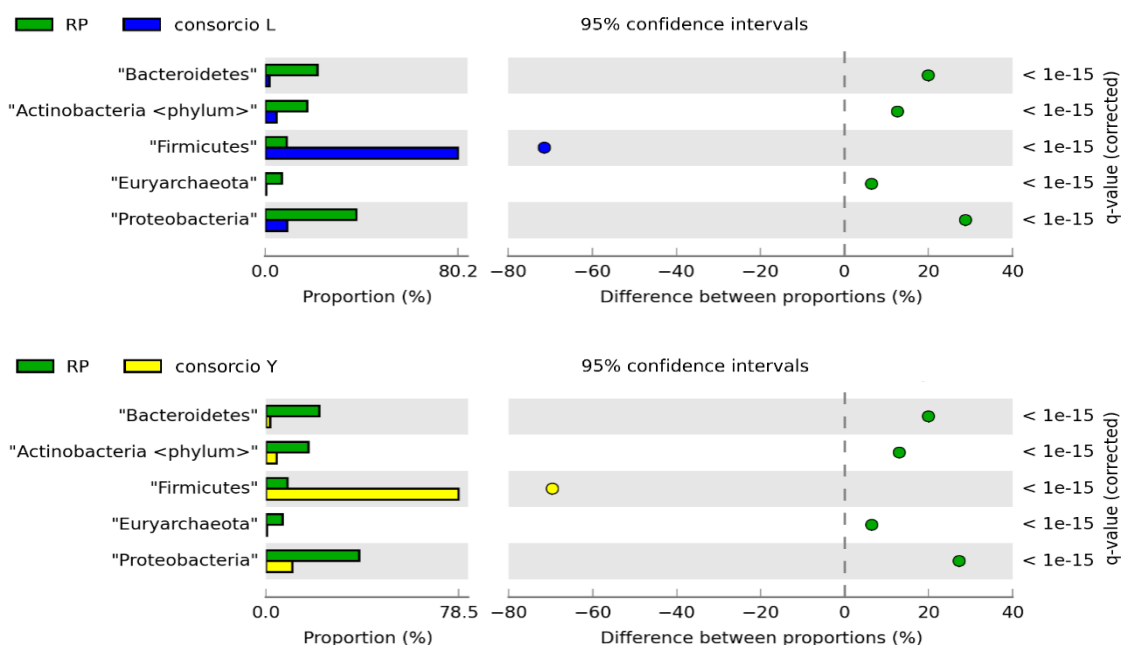 RP consorcio L 95% confidence intervals
"Bacteroidetes" < 1e-15
"Actinobacteria <phylum>" < 1e-15
"Firmicutes" < 1e-15
"Euryarchaeota" < 1e-15
"Proteobacteria" < 1e-15
q-value (corrected)
0.0 80.2 −80 −60 −40 −20 0 20 40
Proportion (%) Difference between proportions (%)
RP consorcio Y 95% confidence intervals
"Bacteroidetes" < 1e-15
"Actinobacteria <phylum>" < 1e-15
"Firmicutes" < 1e-15
"Euryarchaeota" < 1e-15
"Proteobacteria" < 1e-15
q-value (corrected)
0.0 78.5 −80 −60 −40 −20 0 20 40
Proportion (%) Difference between proportions (%)